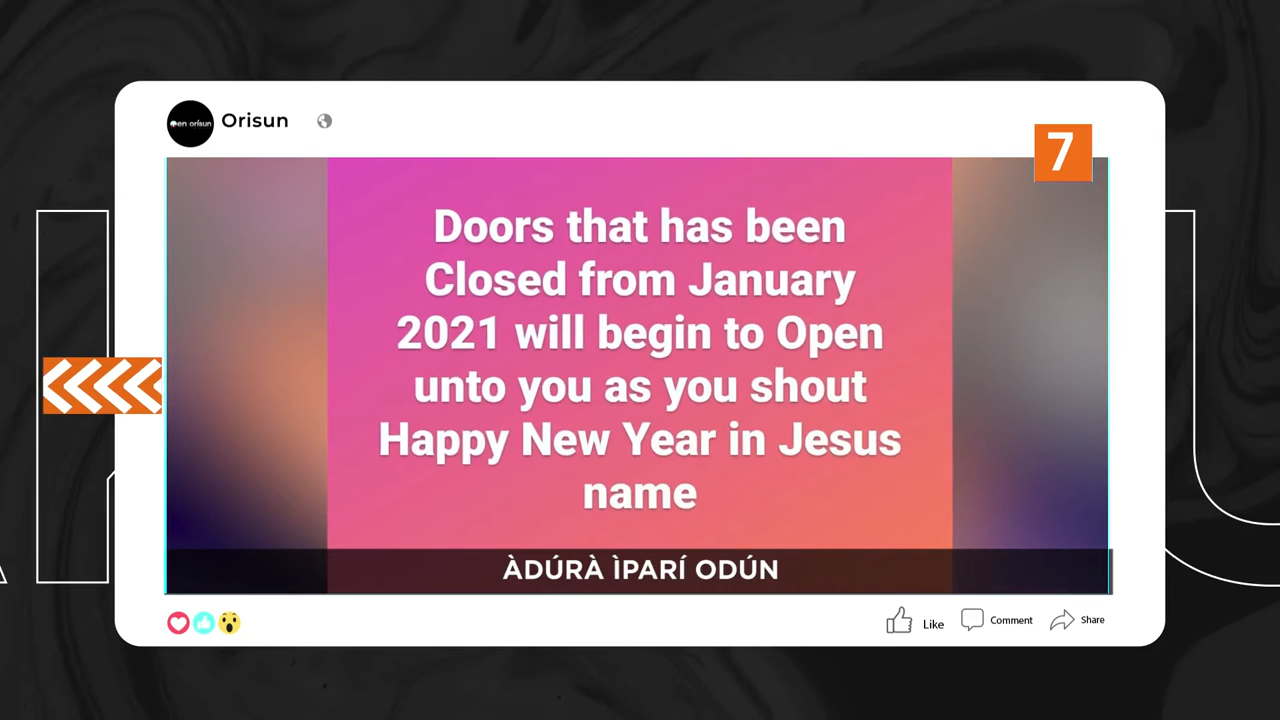 Orisun
7
Doors that has been
Closed from January
2021 will begin to Open
unto you as you shout
Happy New Year in Jesus
name
ÀDÚRÀ ÌPARÍ ODÚN
Like
Comment
Share